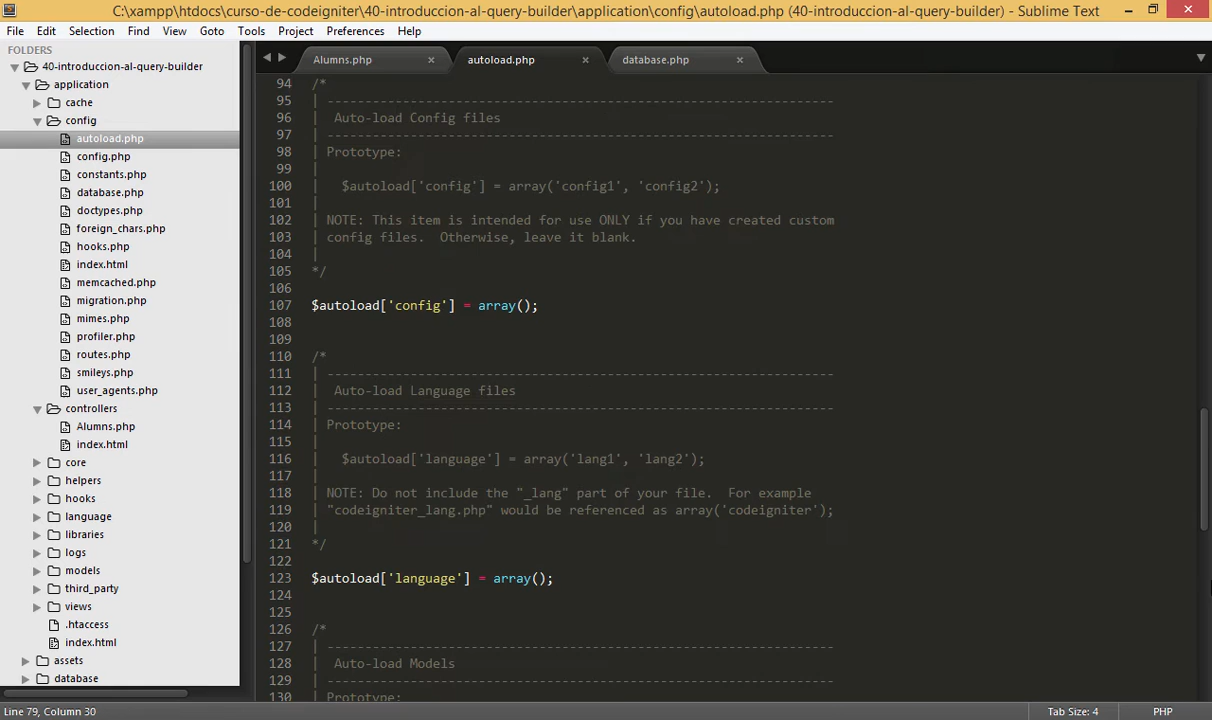 C:\xampp\htdocs\curso-de-codeigniter\40-introduccion-al-query-builder\application\config\autoload.php (40-introduccion-al-query-builder) - Sublime Text
File Edit Selection Find View Goto Tools Project Preferences Help
FOLDERS
40-introduccion-al-query-builder
application
cache
config
autoload.php
config.php
constants.php
database.php
doctypes.php
foreign_chars.php
hooks.php
index.html
memcached.php
migration.php
mimes.php
profiler.php
routes.php
smileys.php
user_agents.php
controllers
Alumns.php
index.html
core
helpers
hooks
language
libraries
logs
models
third_party
views
.htaccess
index.html
assets
database
Alumns.php autoload.php database.php
94 /*
95 | -------------------------------------------------------------------
96 |  Auto-load Config files
97 | -------------------------------------------------------------------
98 | Prototype:
99 |
100 |   $autoload['config'] = array('config1', 'config2');
101 |
102 | NOTE: This item is intended for use ONLY if you have created custom
103 | config files.  Otherwise, leave it blank.
104 |
105 */
106
107 $autoload['config'] = array();
108
109
110 /*
111 | -------------------------------------------------------------------
112 |  Auto-load Language files
113 | -------------------------------------------------------------------
114 | Prototype:
115 |
116 |   $autoload['language'] = array('lang1', 'lang2');
117 |
118 | NOTE: Do not include the "_lang" part of your file.  For example
119 | "codeigniter_lang.php" would be referenced as array('codeigniter');
120 |
121 */
122
123 $autoload['language'] = array();
124
125
126 /*
127 | -------------------------------------------------------------------
128 |  Auto-load Models
129 | -------------------------------------------------------------------
130 | Prototype:
Line 79, Column 30 Tab Size: 4 PHP